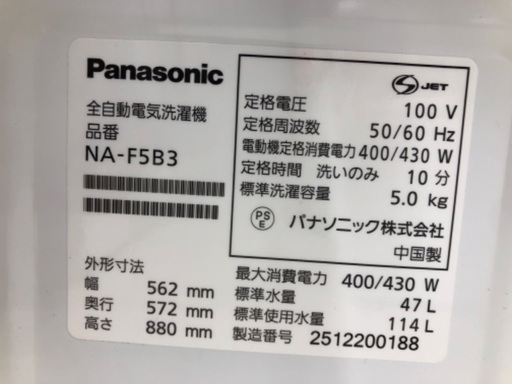 Panasonic
全自動電気洗濯機
品番
NA-F5B3
外形寸法
幅 562 mm
奥行 572 mm
高さ 880 mm
S JET
定格電圧 100 V
定格周波数 50/60 Hz
電動機定格消費電力 400/430 W
定格時間 洗いのみ 10 分
標準洗濯容量 5.0 kg
PSE パナソニック株式会社
中国製
最大消費電力 400/430 W
標準水量 47 L
標準使用水量 114 L
製造番号 2512200188